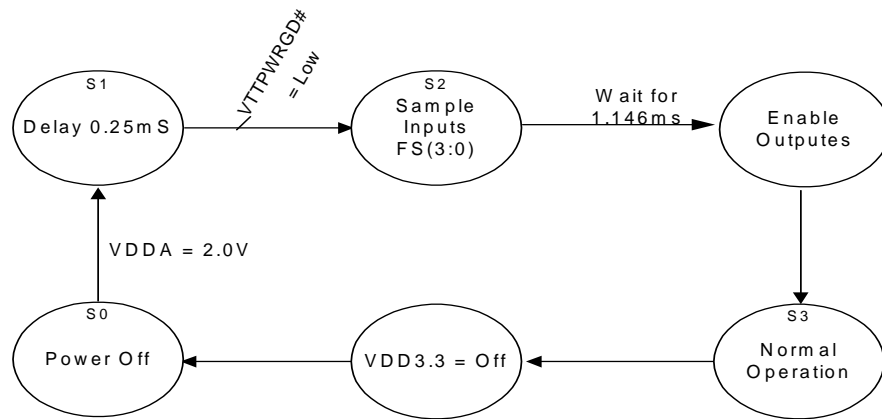 S1
Delay 0.25mS
VTTPWRGD#
= Low
S2
Sample
Inputs
FS(3:0)
Wait for
1.146ms
Enable
Outputes
VDDA = 2.0V
S0
Power Off
VDD3.3 = Off
S3
Normal
Operation